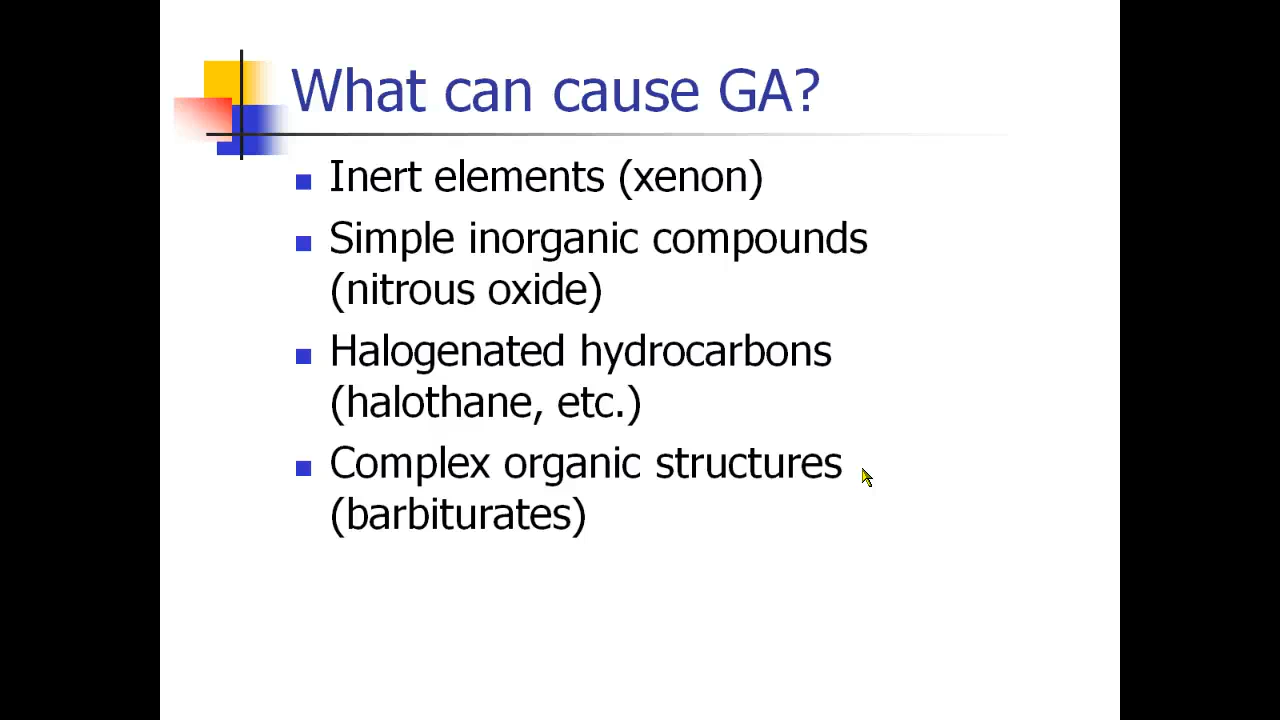 What can cause GA?
Inert elements (xenon)
Simple inorganic compounds
(nitrous oxide)
Halogenated hydrocarbons
(halothane, etc.)
Complex organic structures
(barbiturates)